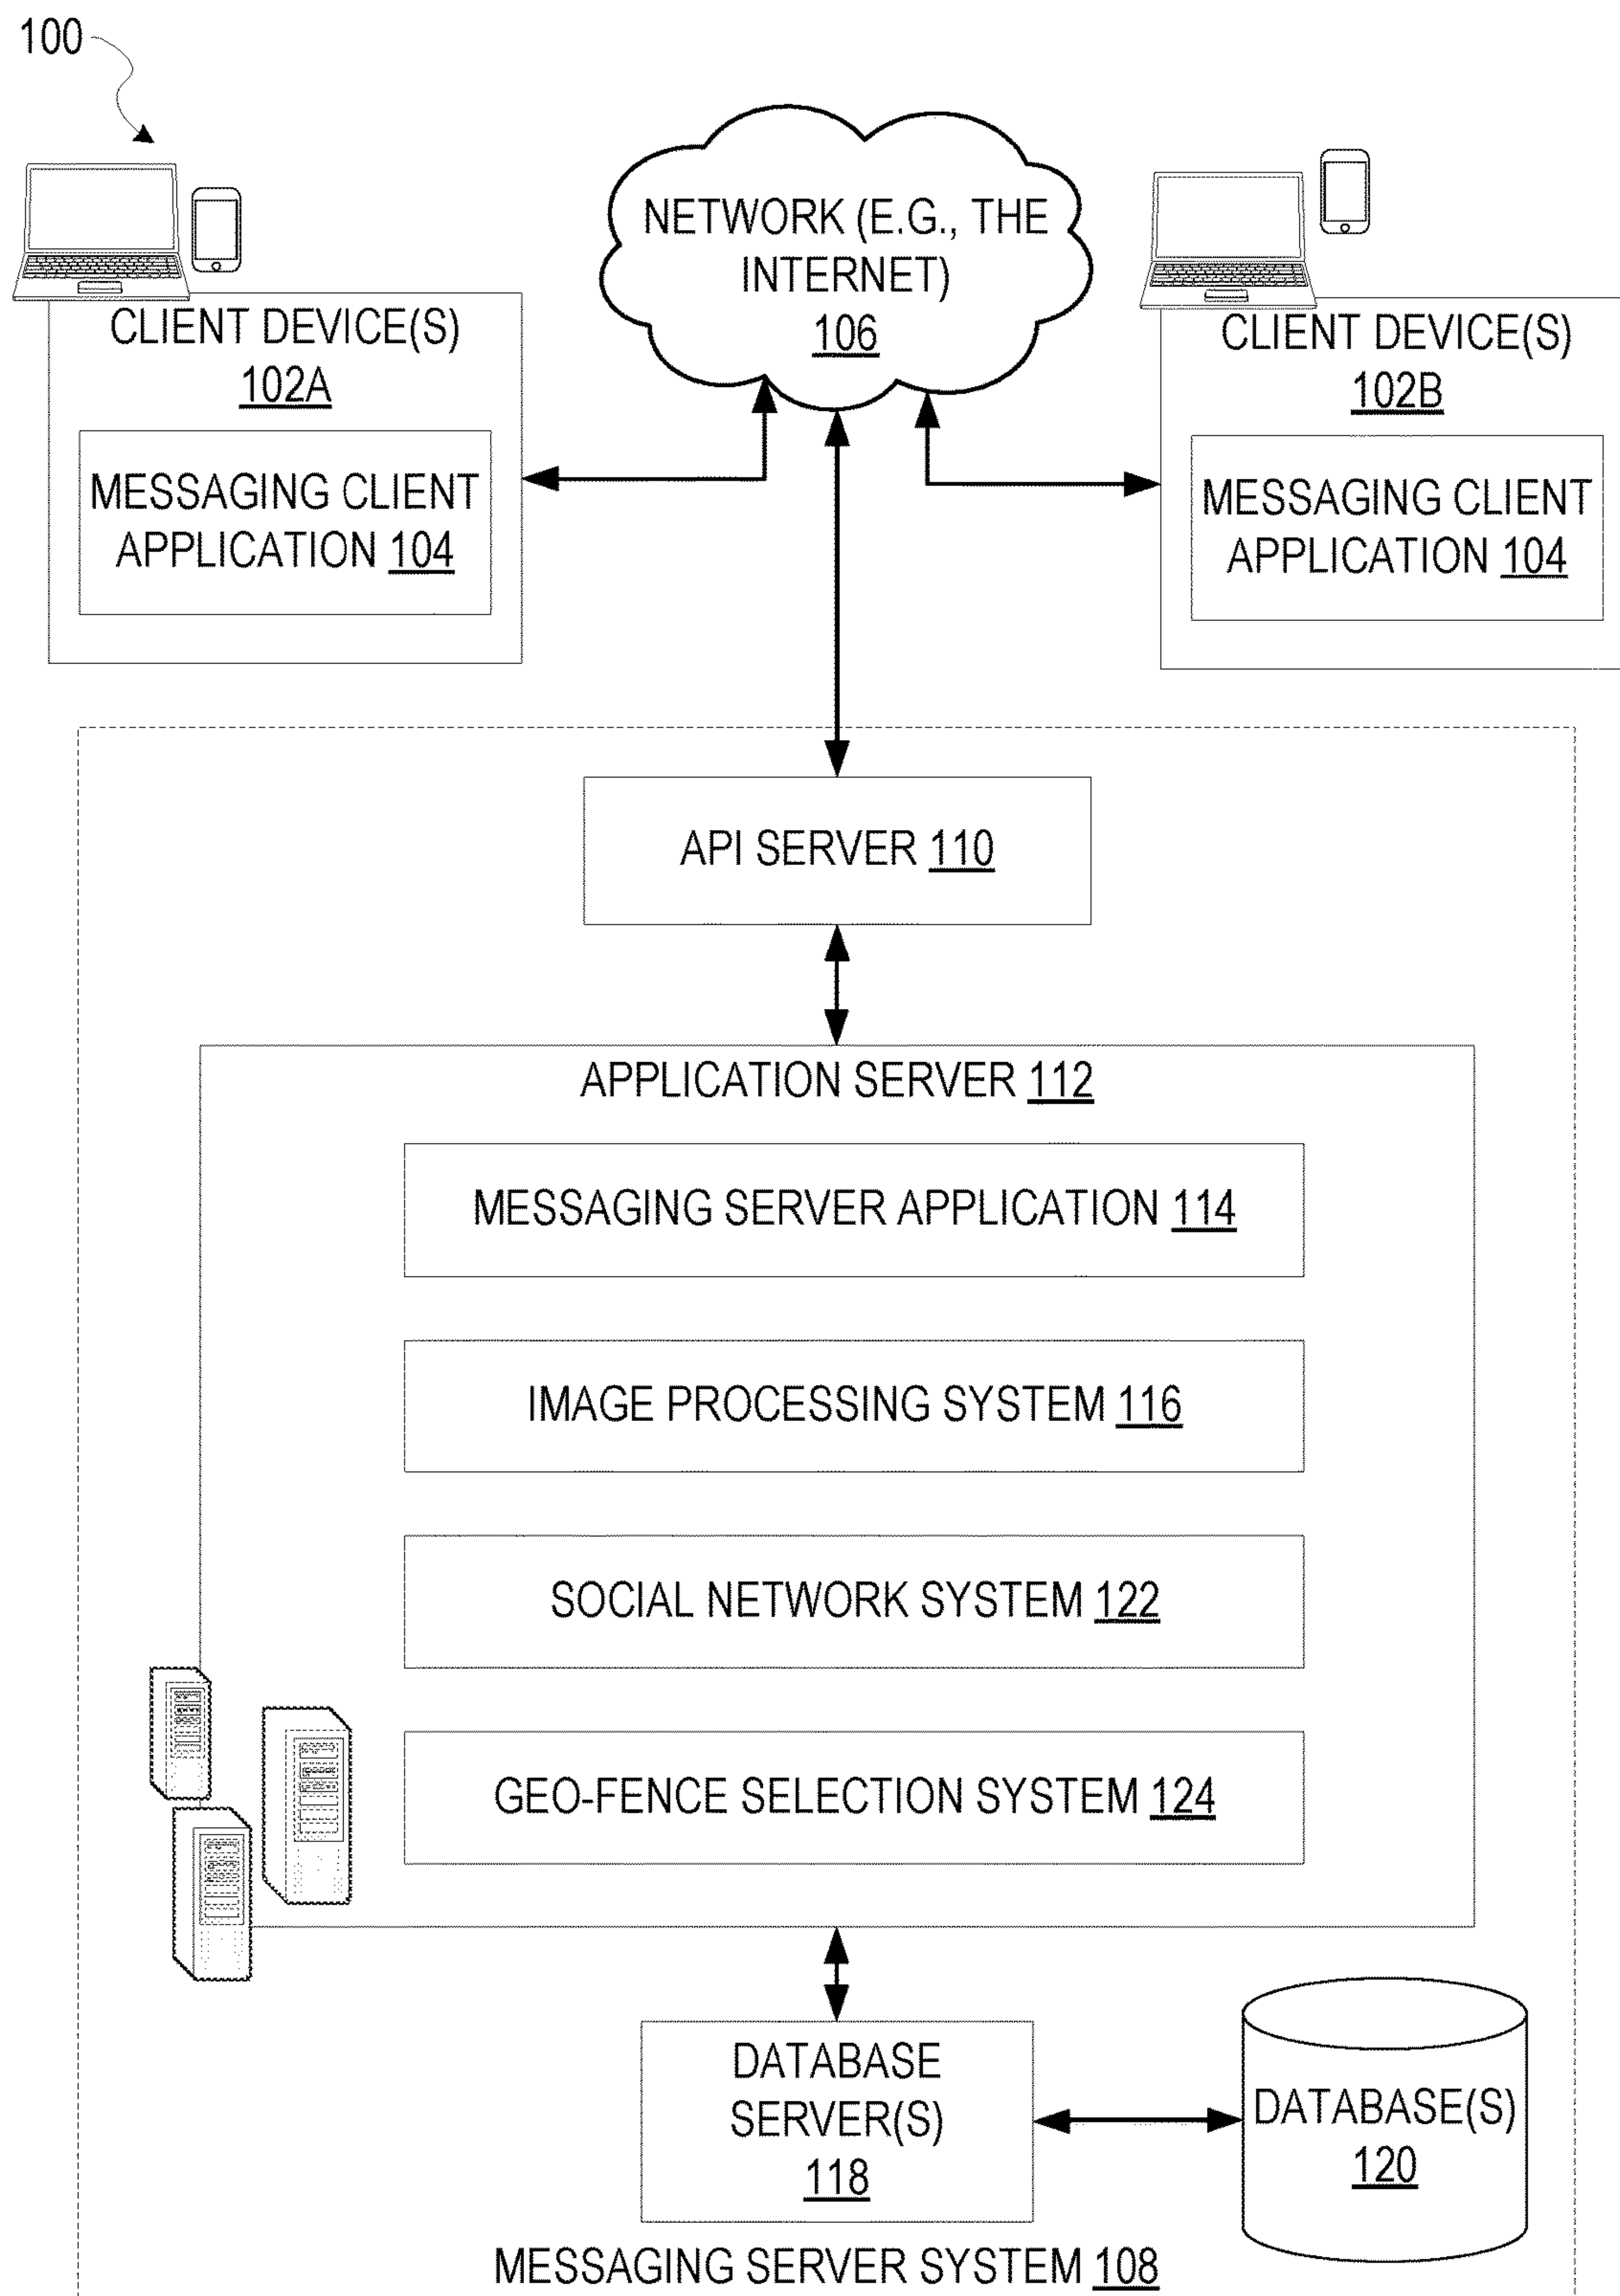 100
NETWORK (E.G., THE
INTERNET)
106
CLIENT DEVICE(S)
102A
MESSAGING CLIENT
APPLICATION 104
CLIENT DEVICE(S)
102B
MESSAGING CLIENT
APPLICATION 104
API SERVER 110
APPLICATION SERVER 112
MESSAGING SERVER APPLICATION 114
IMAGE PROCESSING SYSTEM 116
SOCIAL NETWORK SYSTEM 122
GEO-FENCE SELECTION SYSTEM 124
DATABASE
SERVER(S)
118
DATABASE(S)
120
MESSAGING SERVER SYSTEM 108